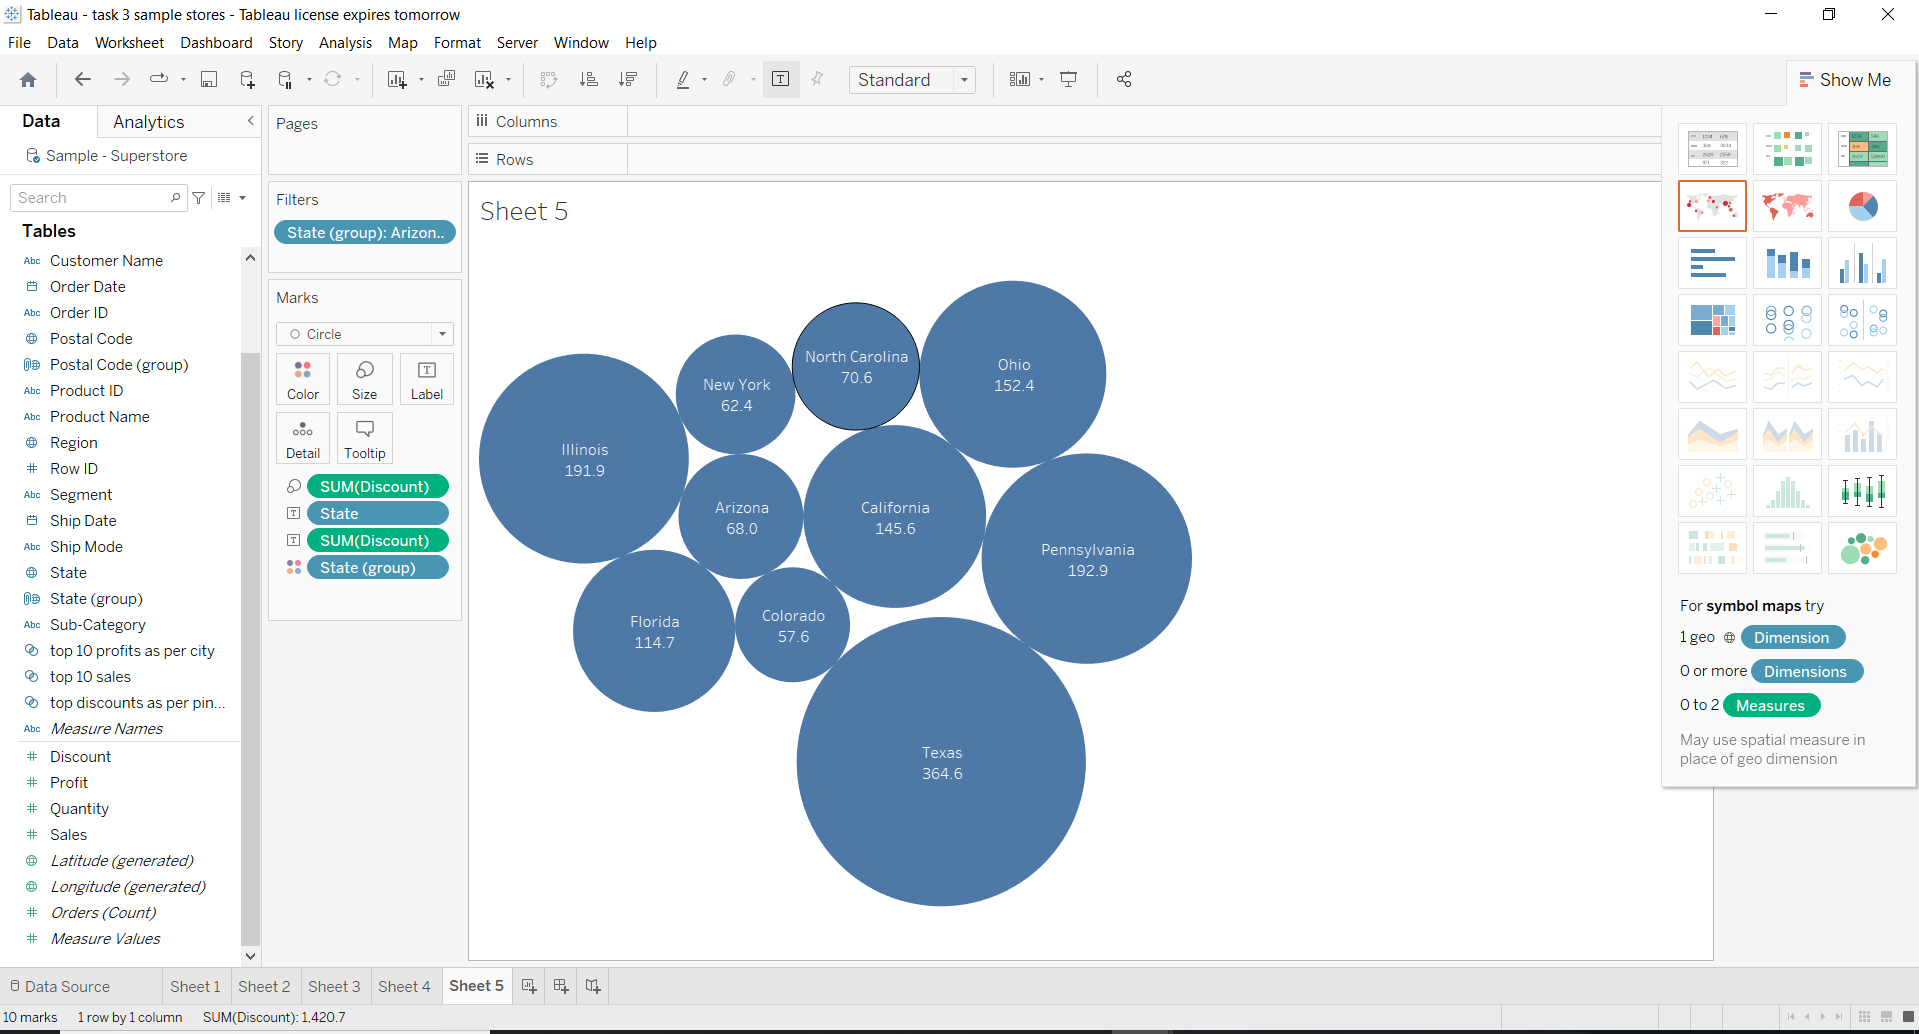 Tableau - task 3 sample stores - Tableau license expires tomorrow
File Data Worksheet Dashboard Story Analysis Map Format Server Window Help
Standard
Show Me
Data
Analytics
Sample - Superstore
Search
Tables
Customer Name
Order Date
Order ID
Postal Code
Postal Code (group)
Product ID
Product Name
Region
Row ID
Segment
Ship Date
Ship Mode
State
State (group)
Sub-Category
top 10 profits as per city
top 10 sales
top discounts as per pin...
Measure Names
Discount
Profit
Quantity
Sales
Latitude (generated)
Longitude (generated)
Orders (Count)
Measure Values
Pages
Filters
State (group): Arizon..
Marks
Circle
Color
Size
Label
Detail
Tooltip
SUM(Discount)
State
SUM(Discount)
State (group)
Columns
Rows
Sheet 5
North Carolina
70.6
Ohio
152.4
New York
62.4
Illinois
191.9
Arizona
68.0
California
145.6
Pennsylvania
192.9
Florida
114.7
Colorado
57.6
Texas
364.6
For symbol maps try
1 geo Dimension
0 or more Dimensions
0 to 2 Measures
May use spatial measure in
place of geo dimension
Data Source
Sheet 1
Sheet 2
Sheet 3
Sheet 4
Sheet 5
10 marks
1 row by 1 column
SUM(Discount): 1,420.7